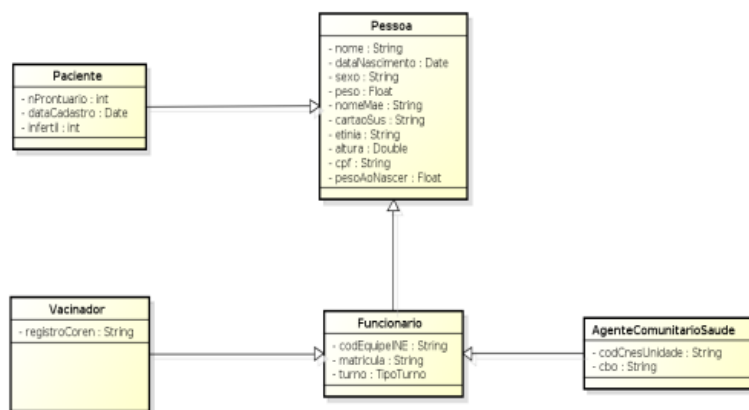 Pessoa
- nome : String
- dataNascimento : Date
- sexo : String
- peso : Float
- nomeMae : String
- cartaoSus : String
- etinia : String
- altura : Double
- cpf : String
- pesoAoNascer : Float
Paciente
- nProntuario : int
- dataCadastro : Date
- infertil : int
Vacinador
- registroCoren : String
Funcionario
- codEquipeINE : String
- matricula : String
- turno : TipoTurno
AgenteComunitarioSaude
- codCnesUnidade : String
- cbo : String